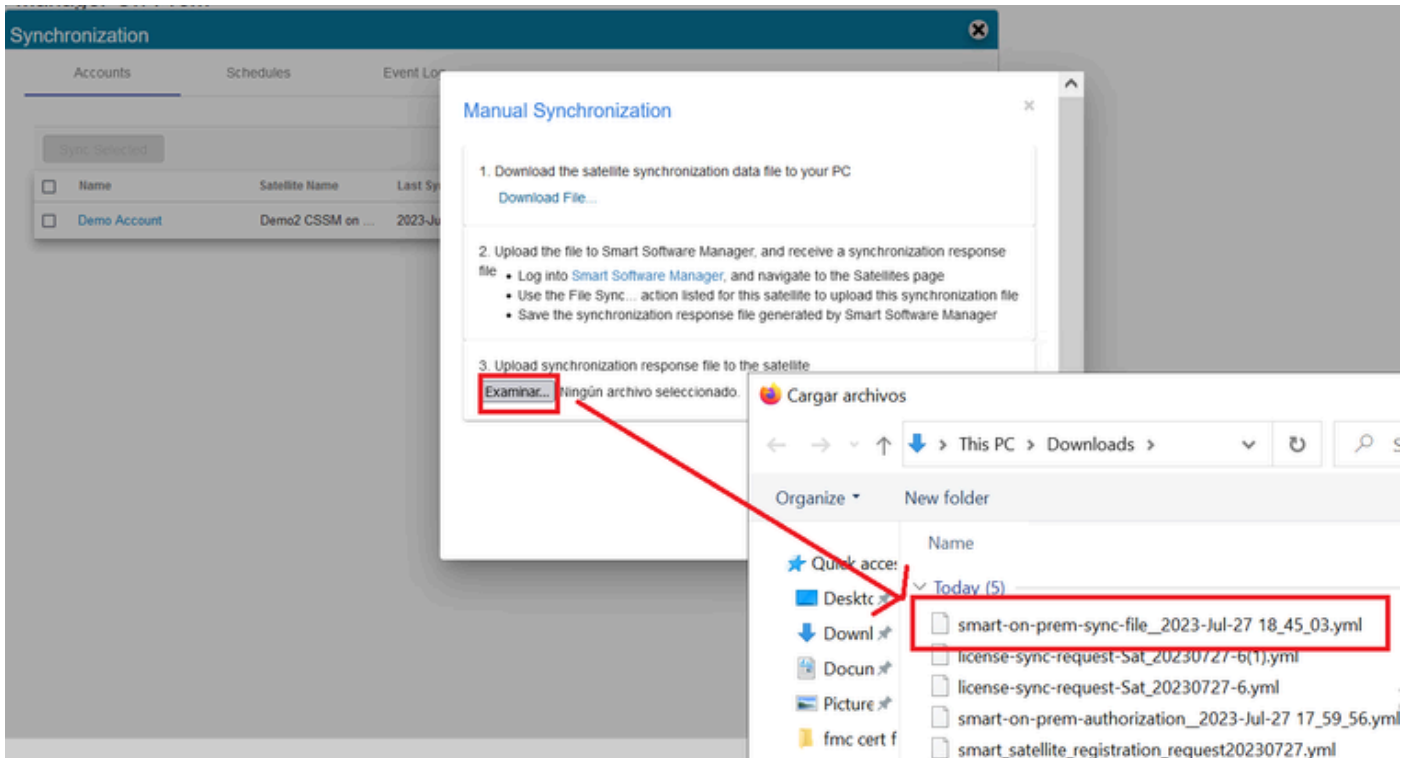 Synchronization
Accounts Schedules Event Log
Sync Selected
Name Satellite Name Last Sy
Demo Account Demo2 CSSM on ... 2023-Ju
Manual Synchronization
1. Download the satellite synchronization data file to your PC
Download File...
2. Upload the file to Smart Software Manager, and receive a synchronization response
file
• Log into Smart Software Manager, and navigate to the Satellites page
• Use the File Sync... action listed for this satellite to upload this synchronization file
• Save the synchronization response file generated by Smart Software Manager
3. Upload synchronization response file to the satellite
Examinar... Ningún archivo seleccionado.
Cargar archivos
This PC > Downloads >
Organize New folder
Name
Quick acces
Today (5)
Deskto
smart-on-prem-sync-file__2023-Jul-27 18_45_03.yml
Downl
license-sync-request-Sat_20230727-6(1).yml
Docun
license-sync-request-Sat_20230727-6.yml
Picture
smart-on-prem-authorization__2023-Jul-27 17_59_56.yml
fmc cert f
smart_satellite_registration_request20230727.yml